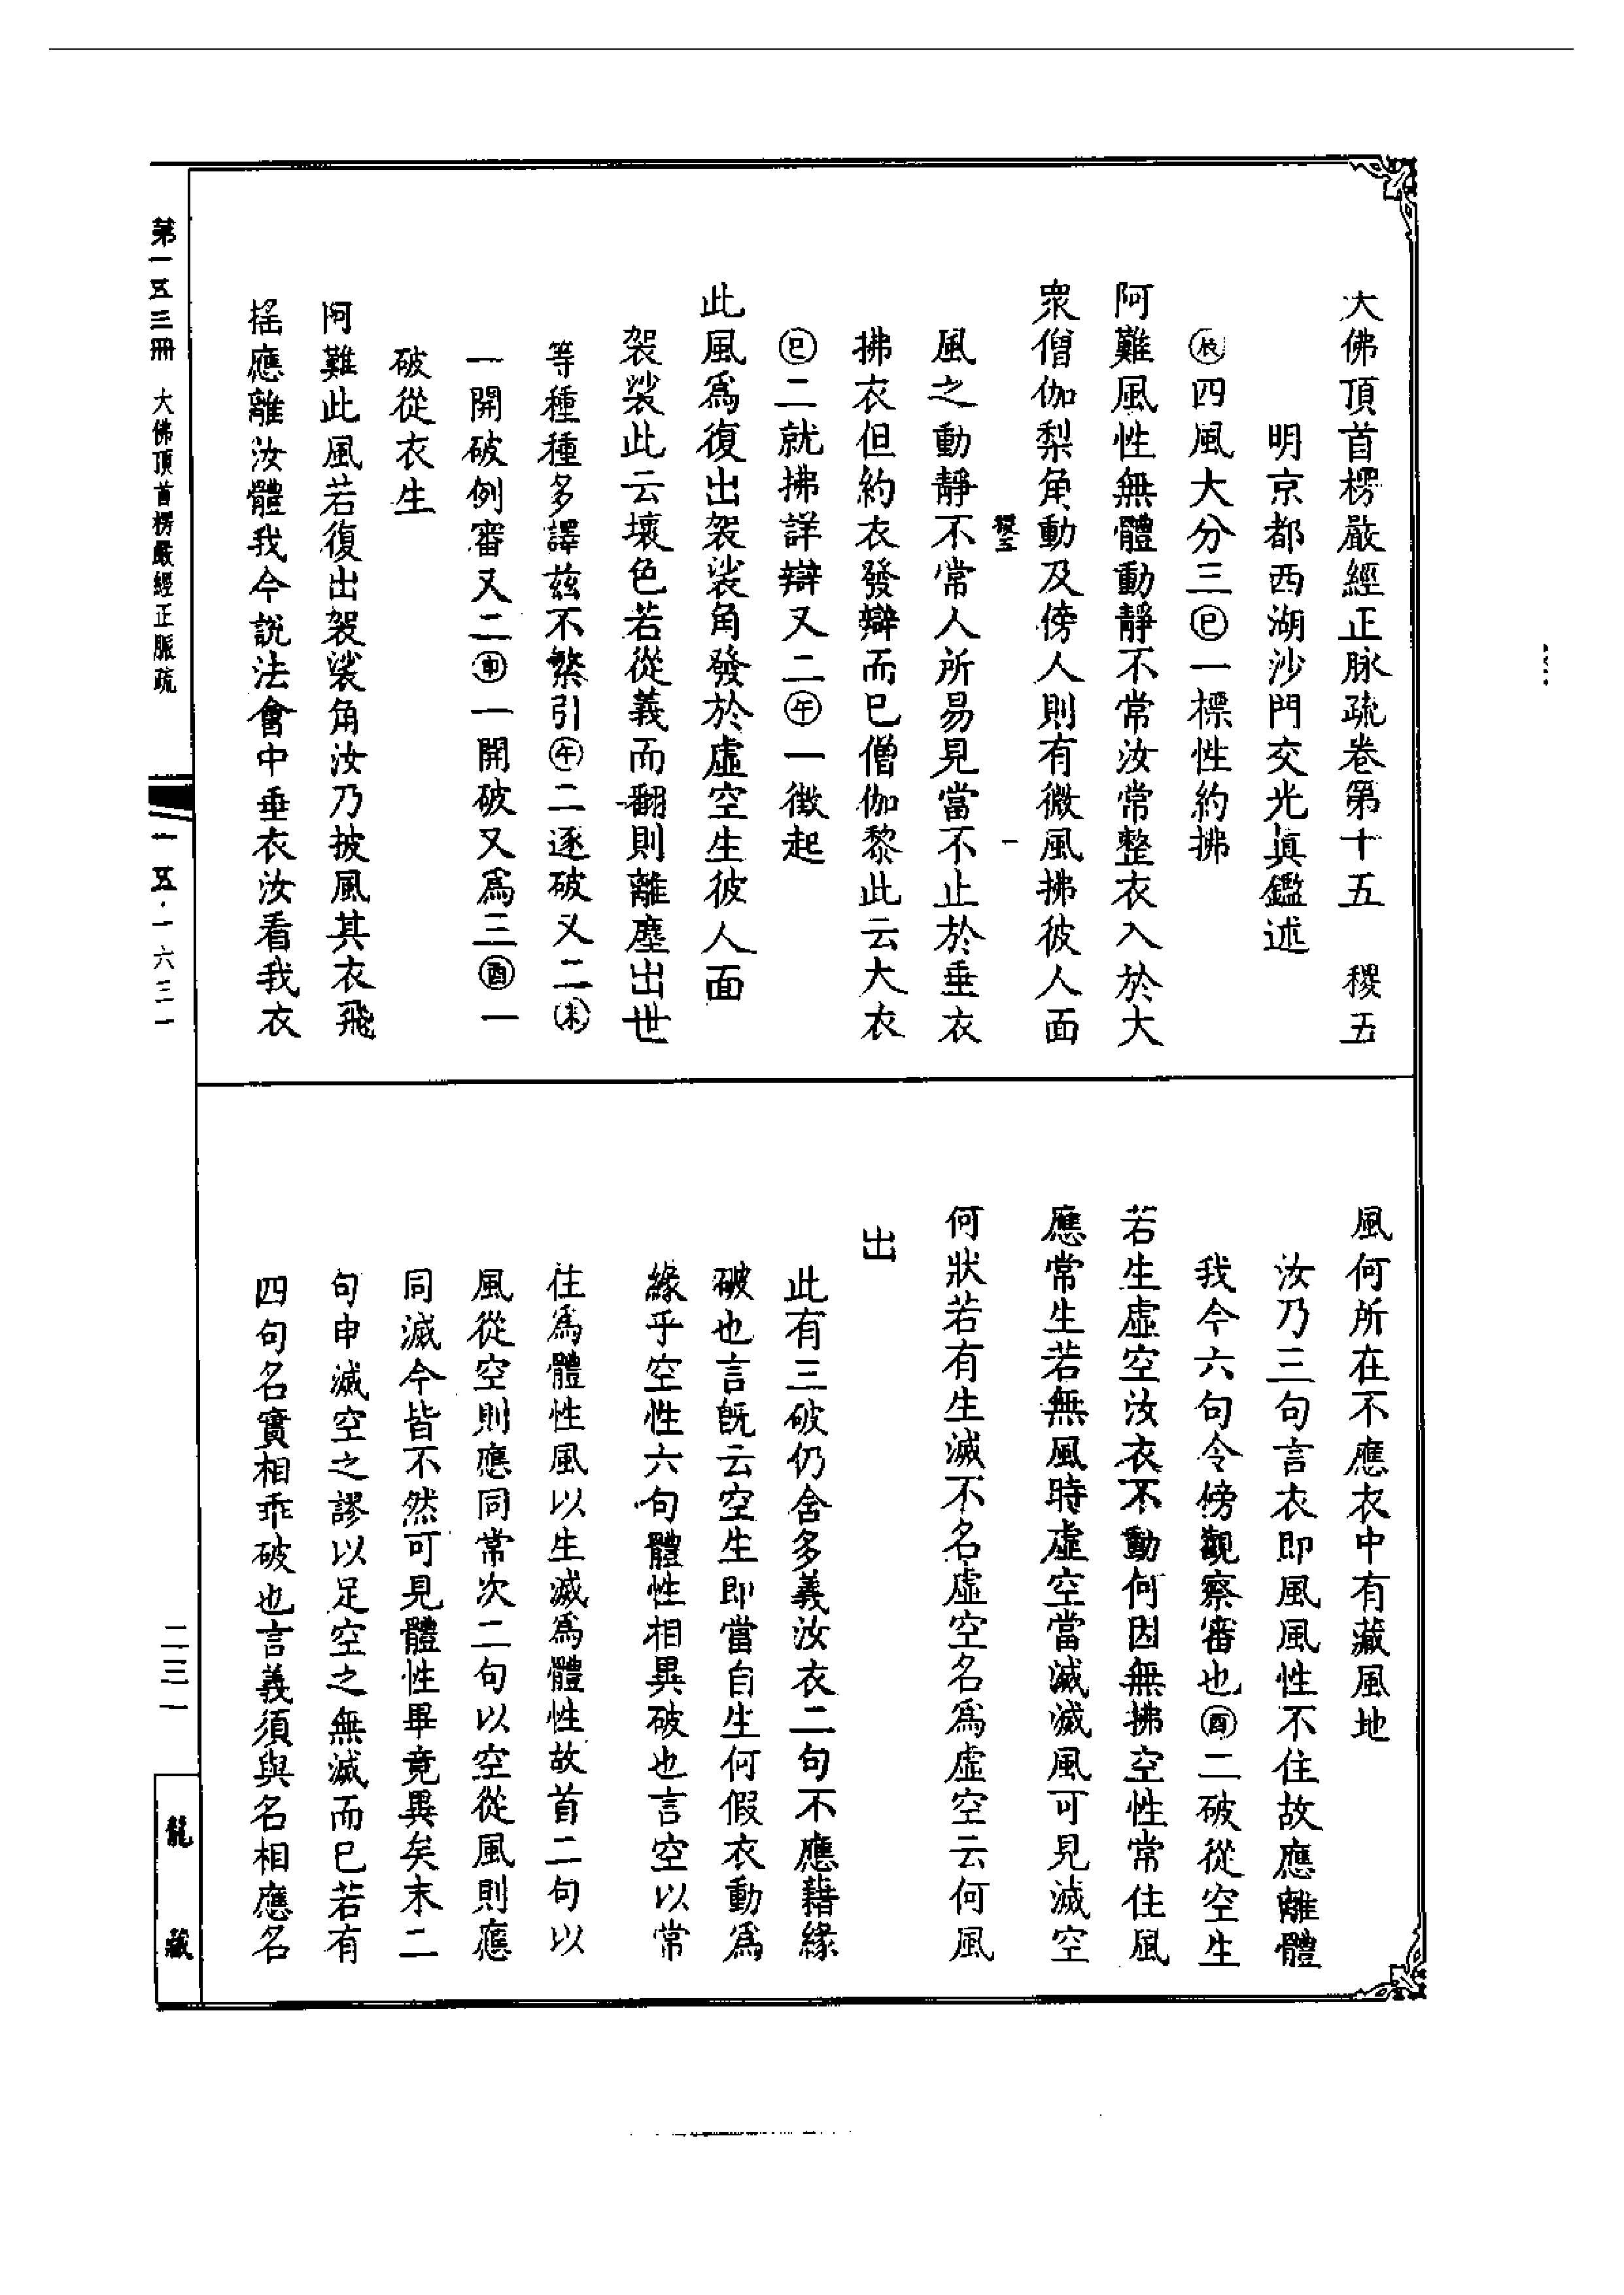 大佛頂首楞嚴經正脉疏卷第十五　稷五
明京都西湖沙門交光眞鑑述
㊋四風大分三㊋一標性約拂
阿難風性無體動靜不常汝常整衣入於大
衆僧伽梨角動及傍人則有微風拂彼人面
稷五　一
風之動靜不常人所易見當不止於垂衣
拂衣但約衣發辯而巳僧伽黎此云大衣
巳二就拂詳辯又二午一徵起
此風爲復出袈裟角發於虛空生彼人面
袈裟此云壞色若從義而翻則離塵出世
等種種多譯茲不繁引午二逐破又二未
一開破例審又二申一開破又爲三酉一
破從衣生
阿難此風若復出袈裟角汝乃披風其衣飛
搖應離汝體我今說法會中垂衣汝看我衣
風何所在不應衣中有藏風地
汝乃三句言衣即風風性不住故應離體
我今六句令傍觀察審也酉二破從空生
若生虛空汝衣不動何因無拂空性常住風
應常生若無風時虛空當滅滅風可見滅空
何狀若有生滅不名虛空名爲虛空云何風
出
此有三破仍含多義汝衣二句不應藉緣
破也言旣云空生即當自生何假衣動爲
緣乎空性六句體性相異破也言空以常
住爲體性風以生滅爲體性故首二句以
風從空則應同常次二句以空從風則應
同滅今皆不然可見體性畢竟異矣末二
句申滅空之謬以足空之無滅而巳若有
四句名實相乖破也言義須與名相應名
第一五三冊　大佛頂首楞嚴經正脈疏
一五·一六三一
二三一
龍藏